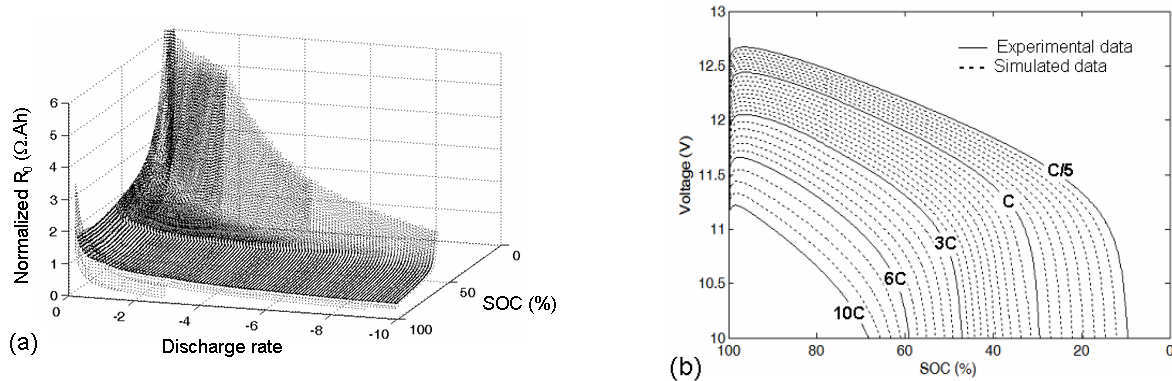 6
5
4
3
2
1
0
Normalized R0 (Ω.Ah)
0
-2
-4
-6
-8
-10
Discharge rate
0
50
100
SOC (%)
(a)
13
12.5
12
11.5
11
10.5
10
Voltage (V)
Experimental data
Simulated data
C/5
C
3C
6C
10C
100
80
60
40
20
0
SOC (%)
(b)